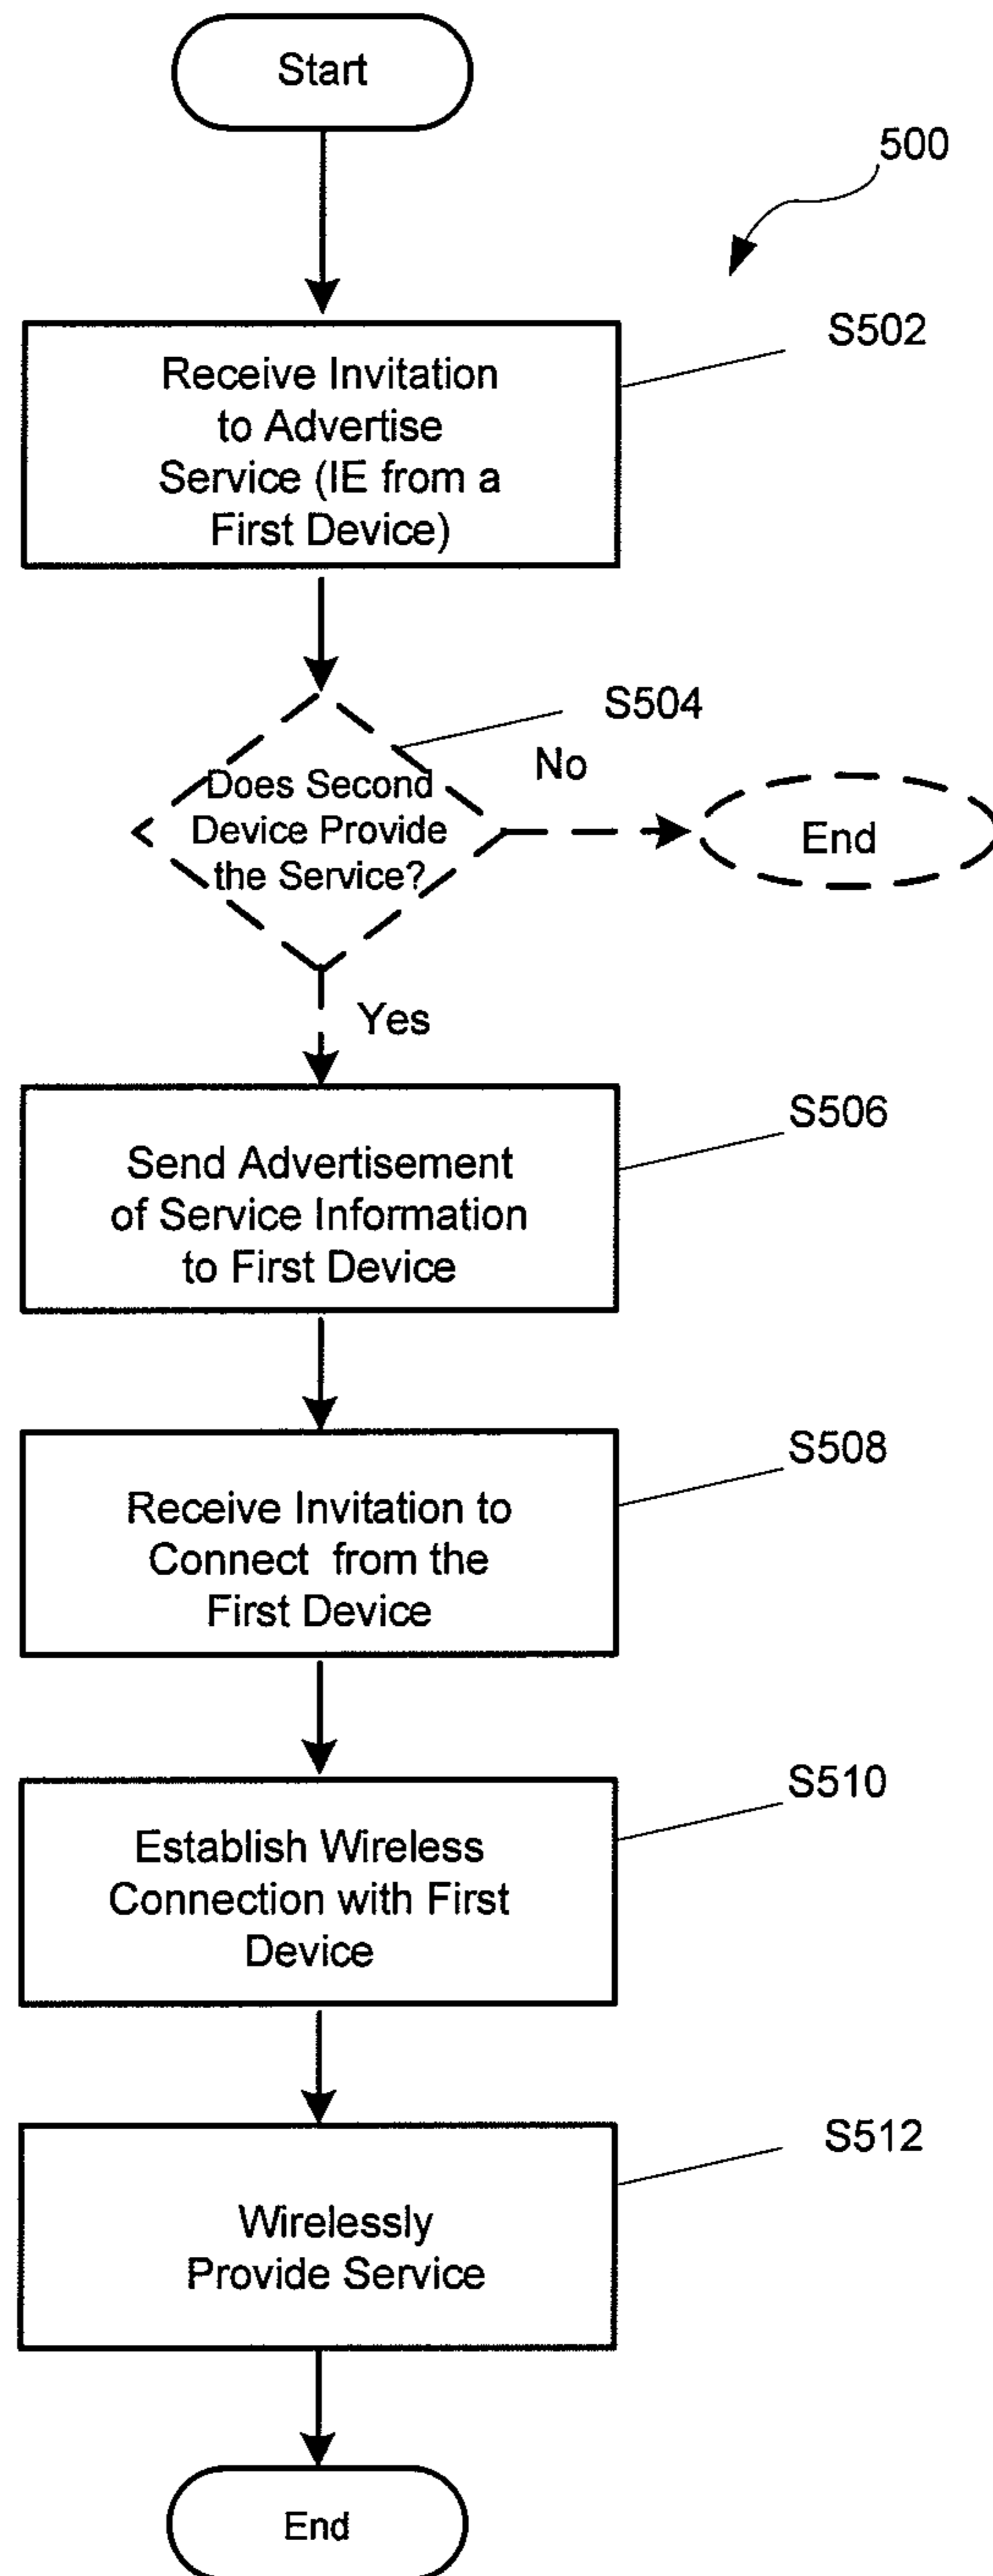 Start
500
S502
Receive Invitation
to Advertise
Service (IE from a
First Device)
S504
Does Second
Device Provide
the Service?
No
End
Yes
S506
Send Advertisement
of Service Information
to First Device
S508
Receive Invitation to
Connect from the
First Device
S510
Establish Wireless
Connection with First
Device
S512
Wirelessly
Provide Service
End